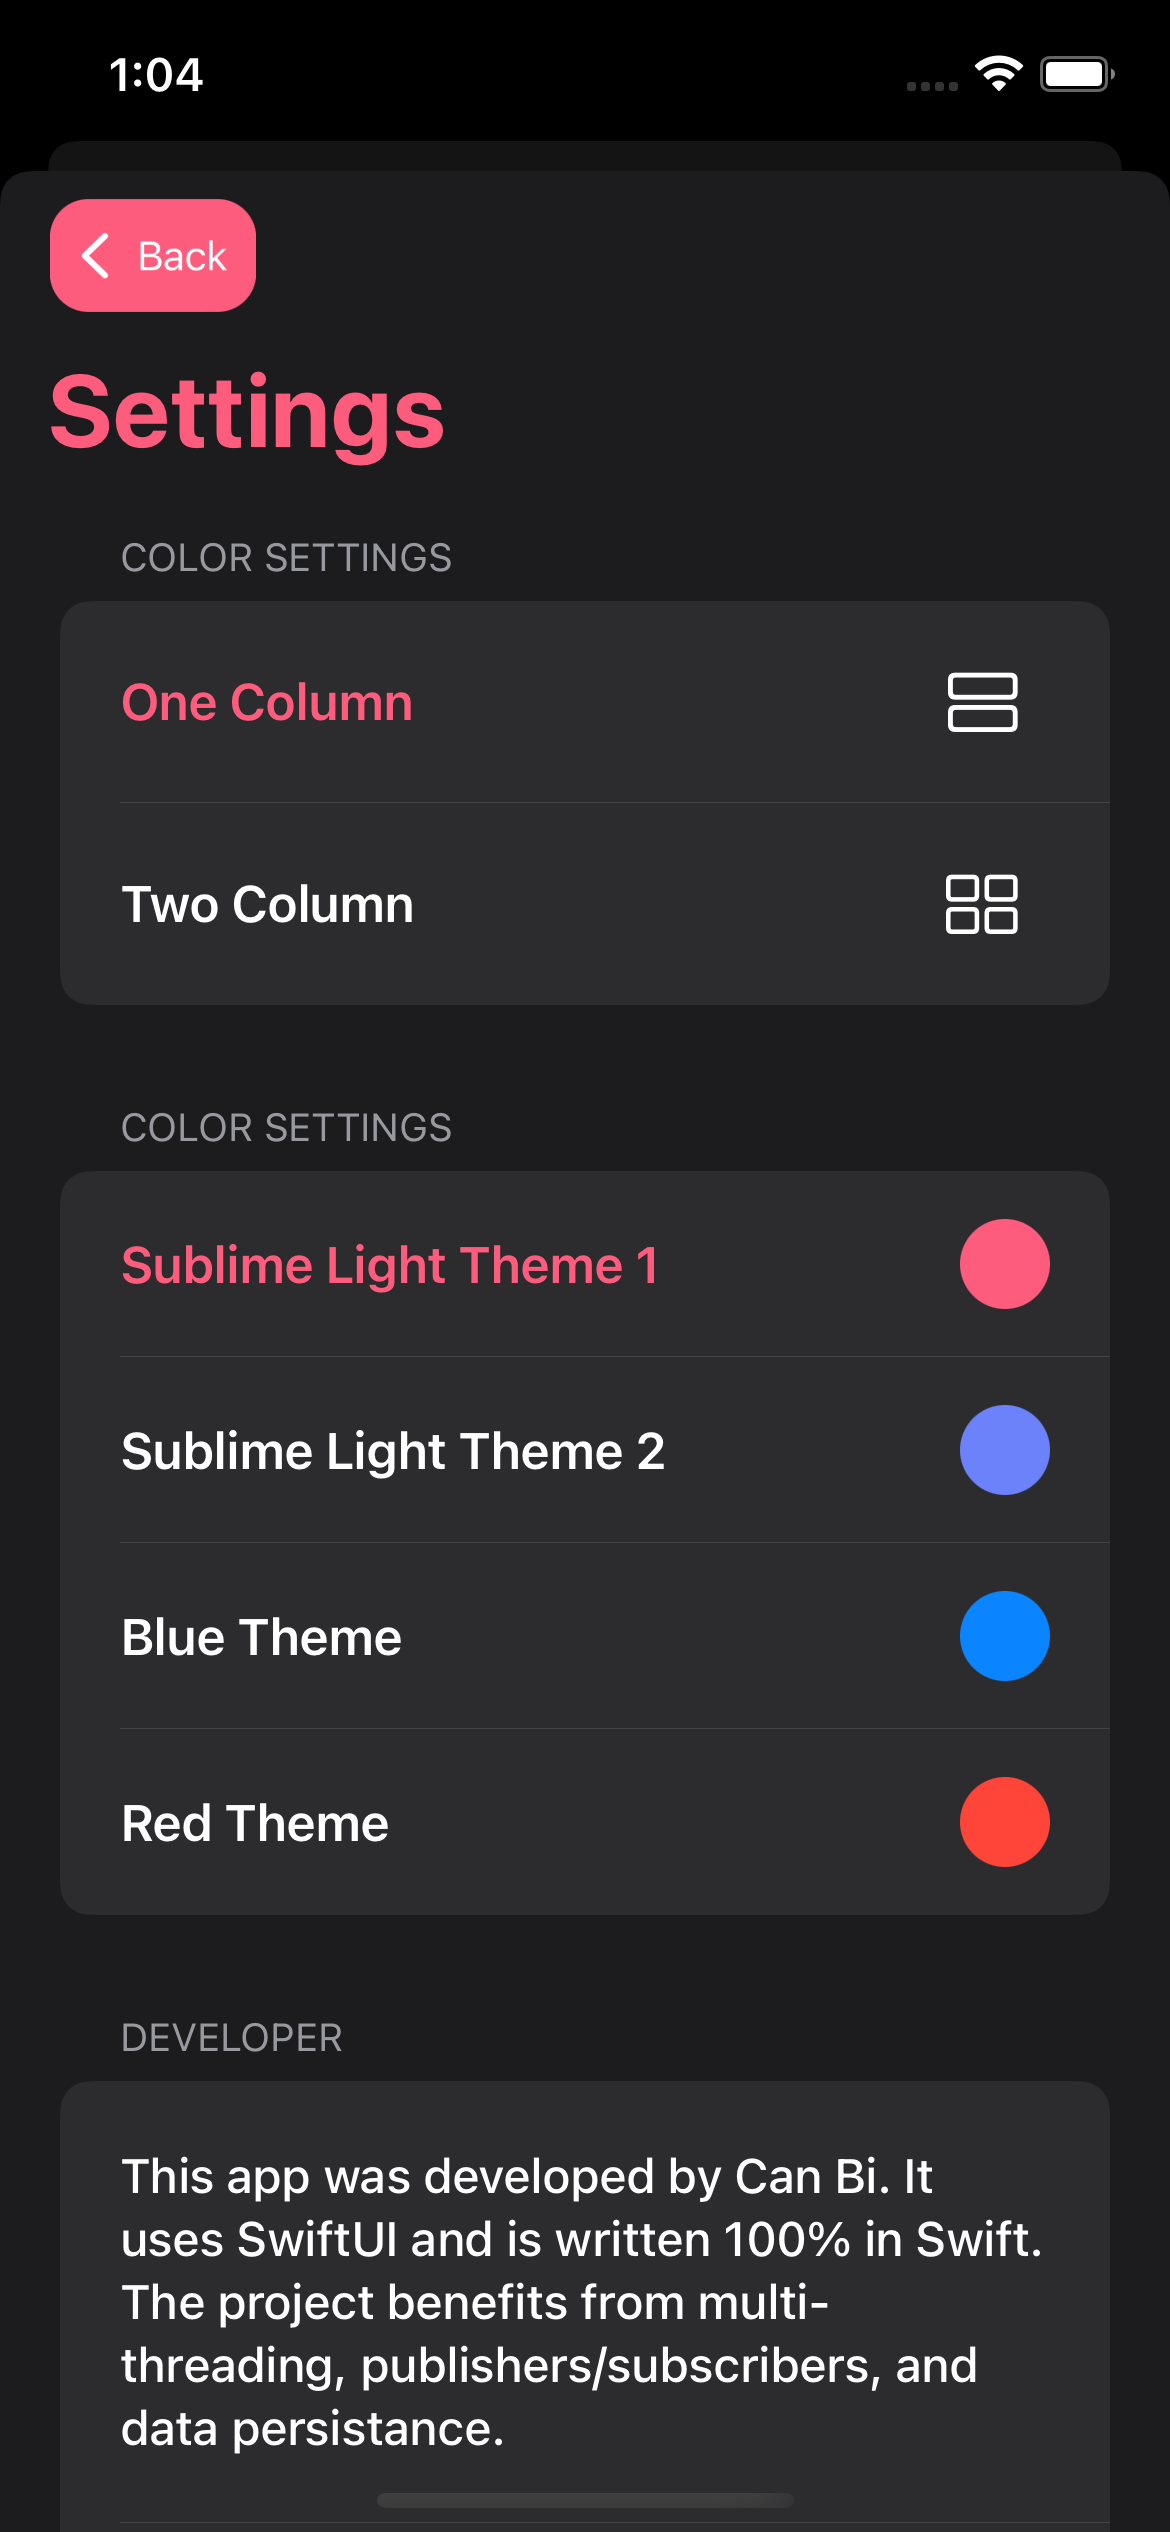 1:04
Back
Settings
COLOR SETTINGS
One Column
Two Column
COLOR SETTINGS
Sublime Light Theme 1
Sublime Light Theme 2
Blue Theme
Red Theme
DEVELOPER
This app was developed by Can Bi. It
uses SwiftUI and is written 100% in Swift.
The project benefits from multi-
threading, publishers/subscribers, and
data persistance.